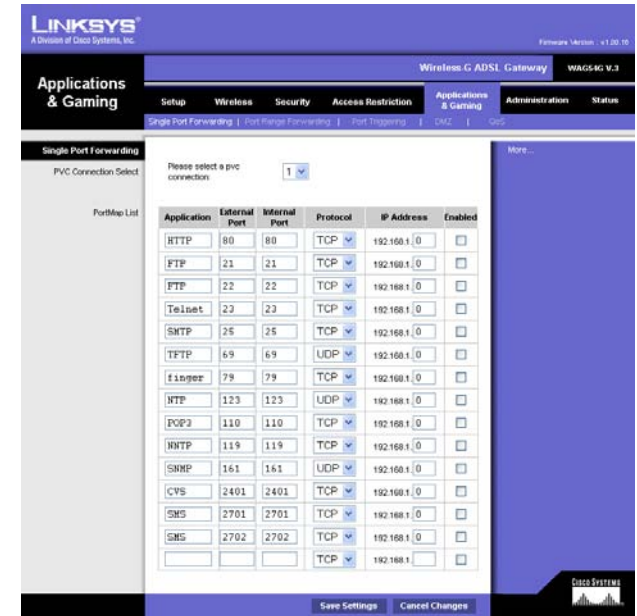 LINKSYS®
A Division of Cisco Systems, Inc.
Firmware Version : v1.20.10
Wireless-G ADSL Gateway WAG54G V.3
Applications & Gaming
Setup Wireless Security Access Restriction Applications & Gaming Administration Status
Single Port Forwarding | Port Range Forwarding | Port Triggering | DMZ | QoS
Single Port Forwarding
More...
PVC Connection Select
Please select a pvc connection: 1
PortMap List
Application External Port Internal Port Protocol IP Address Enabled
HTTP 80 80 TCP 192.168.1. 0
FTP 21 21 TCP 192.168.1. 0
FTP 22 22 TCP 192.168.1. 0
Telnet 23 23 TCP 192.168.1. 0
SMTP 25 25 TCP 192.168.1. 0
TFTP 69 69 UDP 192.168.1. 0
finger 79 79 TCP 192.168.1. 0
NTP 123 123 UDP 192.168.1. 0
POP3 110 110 TCP 192.168.1. 0
NNTP 119 119 TCP 192.168.1. 0
SNMP 161 161 UDP 192.168.1. 0
CVS 2401 2401 TCP 192.168.1. 0
SMS 2701 2701 TCP 192.168.1. 0
SMS 2702 2702 TCP 192.168.1. 0
TCP 192.168.1.
Save Settings Cancel Changes
CISCO SYSTEMS